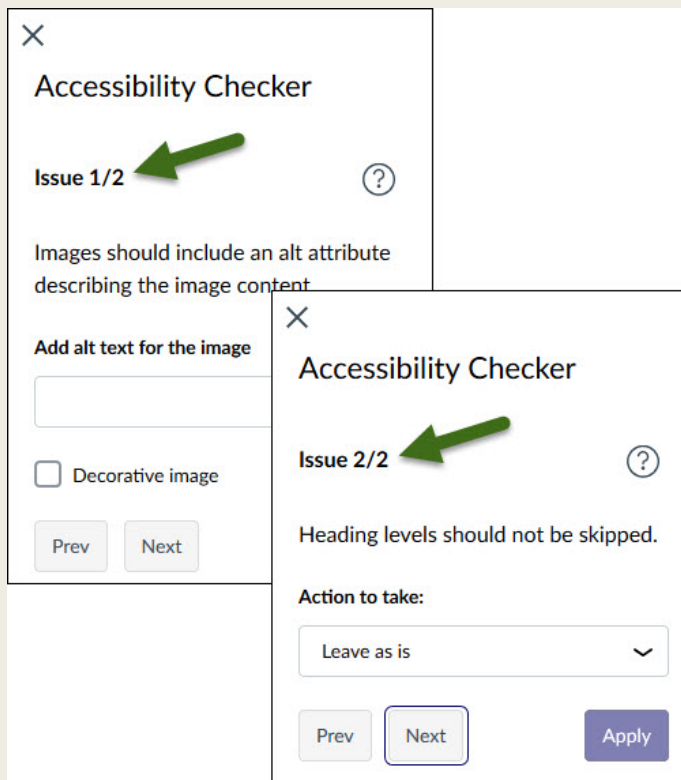 Accessibility Checker
Issue 1/2
?
Images should include an alt attribute
describing the image content
Add alt text for the image
Decorative image
Prev Next
Accessibility Checker
Issue 2/2
?
Heading levels should not be skipped.
Action to take:
Leave as is
Prev Next Apply